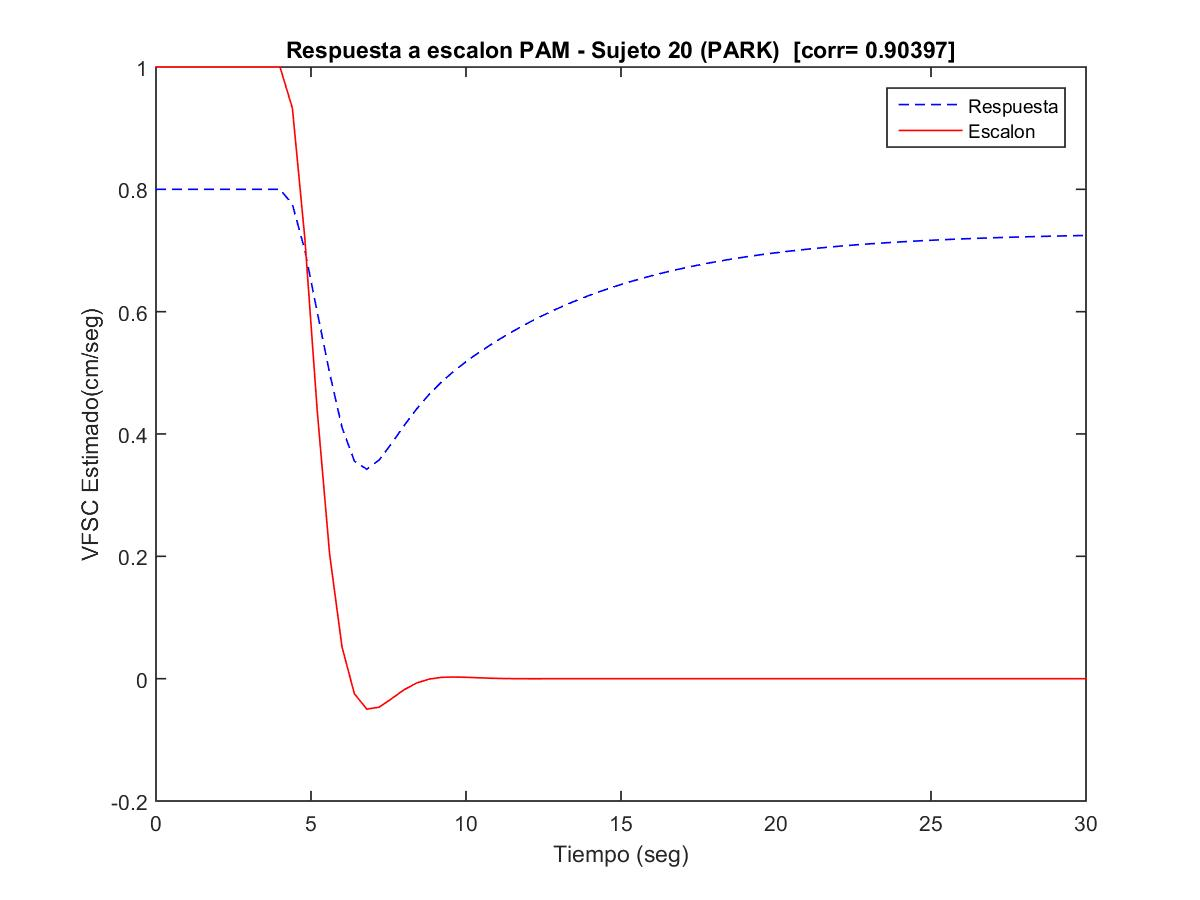 Respuesta a escalon PAM - Sujeto 20 (PARK)  [corr= 0.90397]
Respuesta
Escalon
VFSC Estimado(cm/seg)
1
0.8
0.6
0.4
0.2
0
-0.2
0 5 10 15 20 25 30
Tiempo (seg)